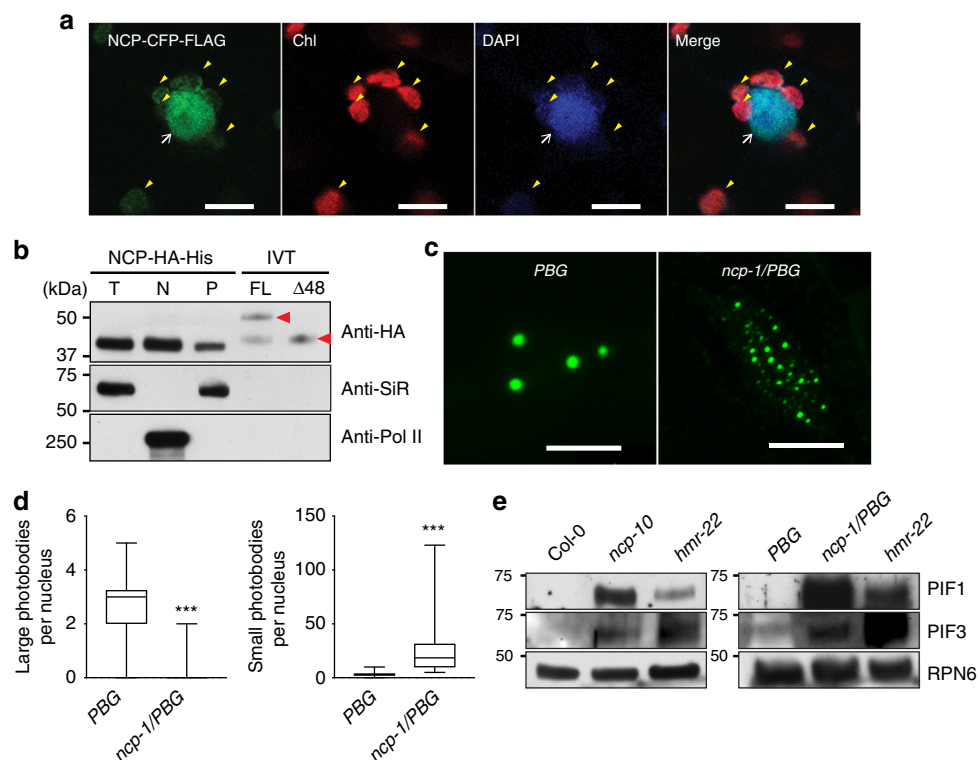 a
NCP-CFP-FLAG
Chl
DAPI
Merge
b
NCP-HA-His
IVT
(kDa)
T
N
P
FL
Δ48
50
37
Anti-HA
75
50
Anti-SiR
250
Anti-Pol II
c
PBG
ncp-1/PBG
d
Large photobodies
per nucleus
6
4
2
0
***
PBG
ncp-1/PBG
Small photobodies
per nucleus
150
100
50
0
***
PBG
ncp-1/PBG
e
Col-0
ncp-10
hmr-22
PBG
ncp-1/PBG
hmr-22
75
75
PIF1
75
75
PIF3
50
50
RPN6